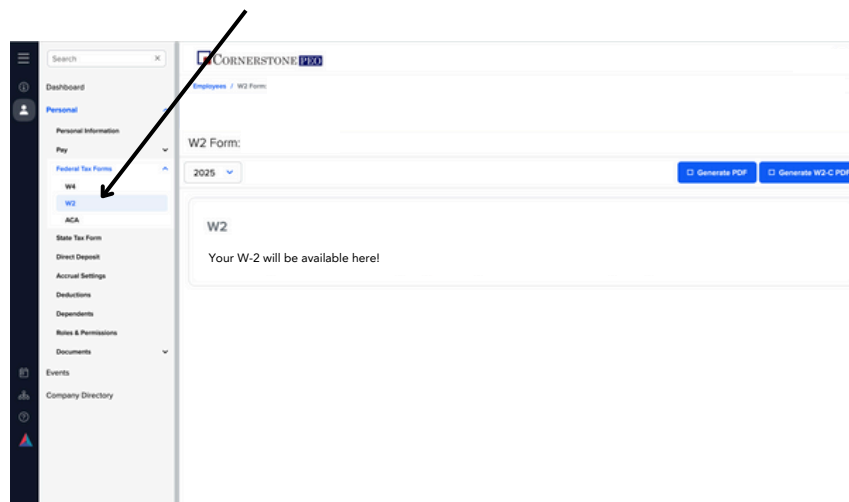 Search
CORNERSTONE PEO
Dashboard
Employees / W2 Form:
Personal
Personal Information
Pay
W2 Form:
Federal Tax Forms
2025
Generate PDF
Generate W2-C PDF
W4
W2
ACA
W2
State Tax Form
Direct Deposit
Your W-2 will be available here!
Accrual Settings
Deductions
Dependents
Roles & Permissions
Documents
Events
Company Directory